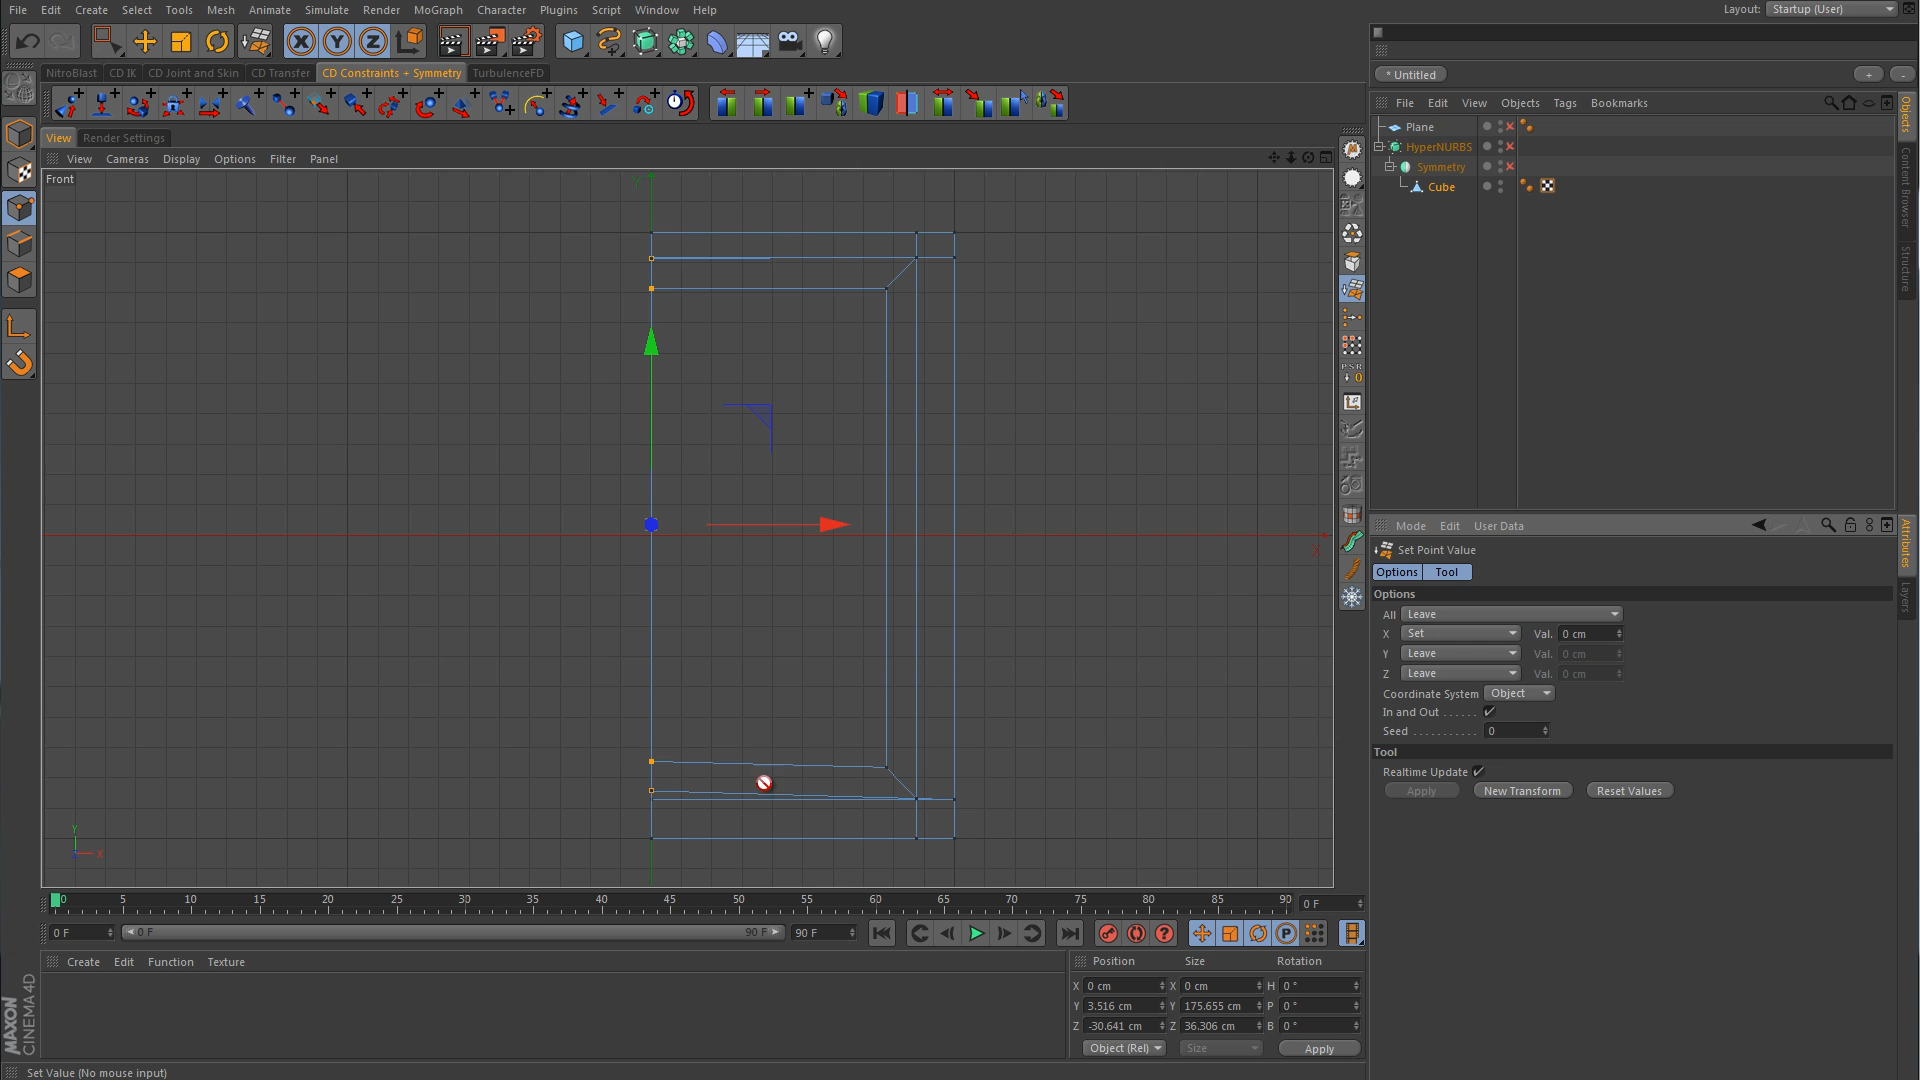 File Edit Create Select Tools Mesh Animate Simulate Render MoGraph Character Plugins Script Window Help
Layout: Startup (User)
NitroBlast CD IK CD Joint and Skin CD Transfer CD Constraints + Symmetry TurbulenceFD
* Untitled + -
View Render Settings
File Edit View Objects Tags Bookmarks
View Cameras Display Options Filter Panel
Front
Plane
HyperNURBS
Symmetry
Cube
Objects
Content Browser
Structure
X Y Z
Y
X
PSR
0
Y
X
Mode Edit User Data
Attributes
Layers
Set Point Value
Options Tool
Options
All Leave
X Set Val. 0 cm
Y Leave Val. 0 cm
Z Leave Val. 0 cm
Coordinate System Object
In and Out . . . . . .
Seed . . . . . . . . . . . 0
Tool
Realtime Update
Apply New Transform Reset Values
0 5 10 15 20 25 30 35 40 45 50 55 60 65 70 75 80 85 90 0 F
0 F 0 F 90 F 90 F
P
Create Edit Function Texture
Position Size Rotation
X 0 cm X 0 cm H 0 °
Y 3.516 cm Y 175.655 cm P 0 °
Z -30.641 cm Z 36.306 cm B 0 °
Object (Rel) Size Apply
MAXON
CINEMA 4D
Set Value (No mouse input)